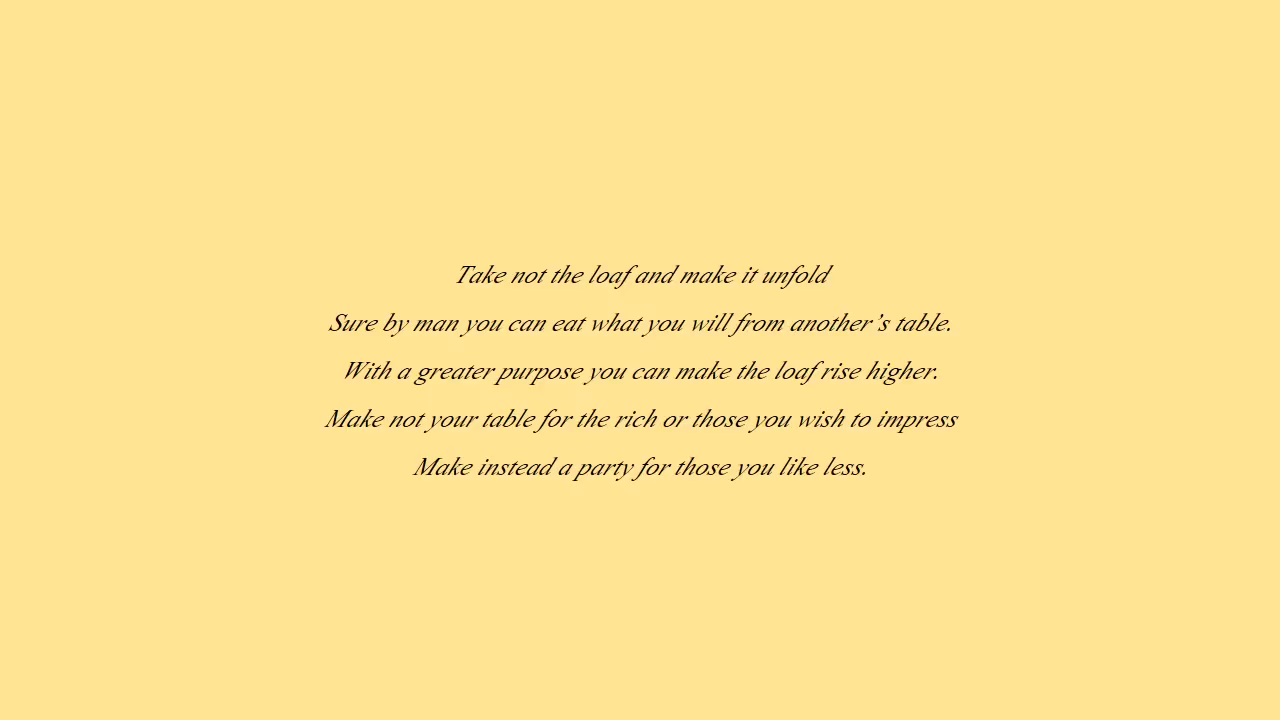 Take not the loaf and make it unfold
Sure by man you can eat what you will from another’s table.
With a greater purpose you can make the loaf rise higher.
Make not your table for the rich or those you wish to impress
Make instead a party for those you like less.